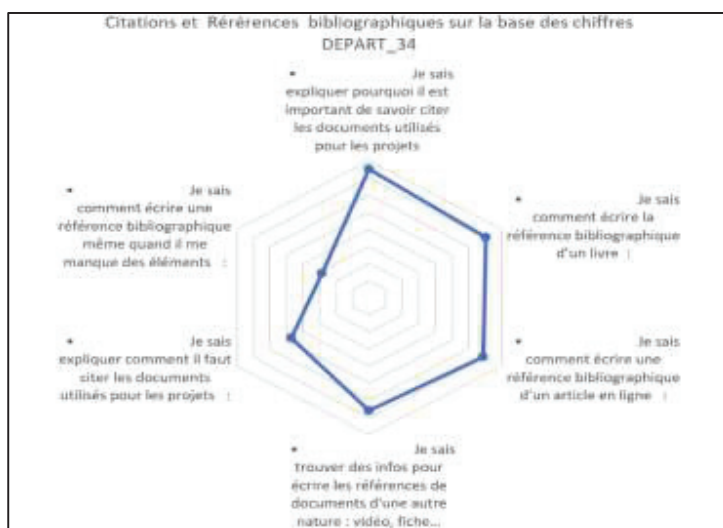 Citations et Rérèrences bibliographiques sur la base des chiffres
DEPART_34
• Je sais
expliquer pourquoi il est
important de savoir citer
les documents utilisés
pour les projets
• Je sais
comment écrire la
référence bibliographique
d'un livre :
• Je sais
comment écrire une
référence bibliographique
d'un article en ligne :
• Je sais
trouver des infos pour
écrire les références de
documents d'une autre
nature : vidéo, fiche...
• Je sais
expliquer comment il faut
citer les documents
utilisés pour les projets :
• Je sais
comment écrire une
référence bibliographique
même quand il me
manque des éléments :